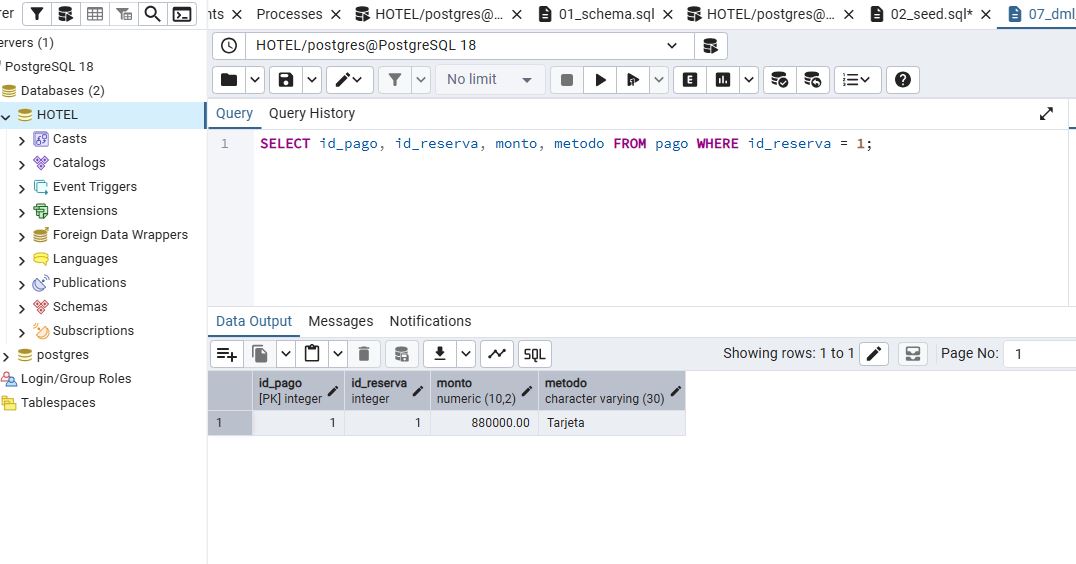 rer
nts Processes HOTEL/postgres@... 01_schema.sql HOTEL/postgres@... 02_seed.sql* 07_dml
ervers (1)
PostgreSQL 18
Databases (2)
HOTEL
Casts
Catalogs
Event Triggers
Extensions
Foreign Data Wrappers
Languages
Publications
Schemas
Subscriptions
postgres
Login/Group Roles
Tablespaces
HOTEL/postgres@PostgreSQL 18
No limit
Query Query History
1 SELECT id_pago, id_reserva, monto, metodo FROM pago WHERE id_reserva = 1;
Data Output Messages Notifications
SQL Showing rows: 1 to 1 Page No: 1
id_pago id_reserva monto metodo
[PK] integer integer numeric (10,2) character varying (30)
1 1 1 880000.00 Tarjeta